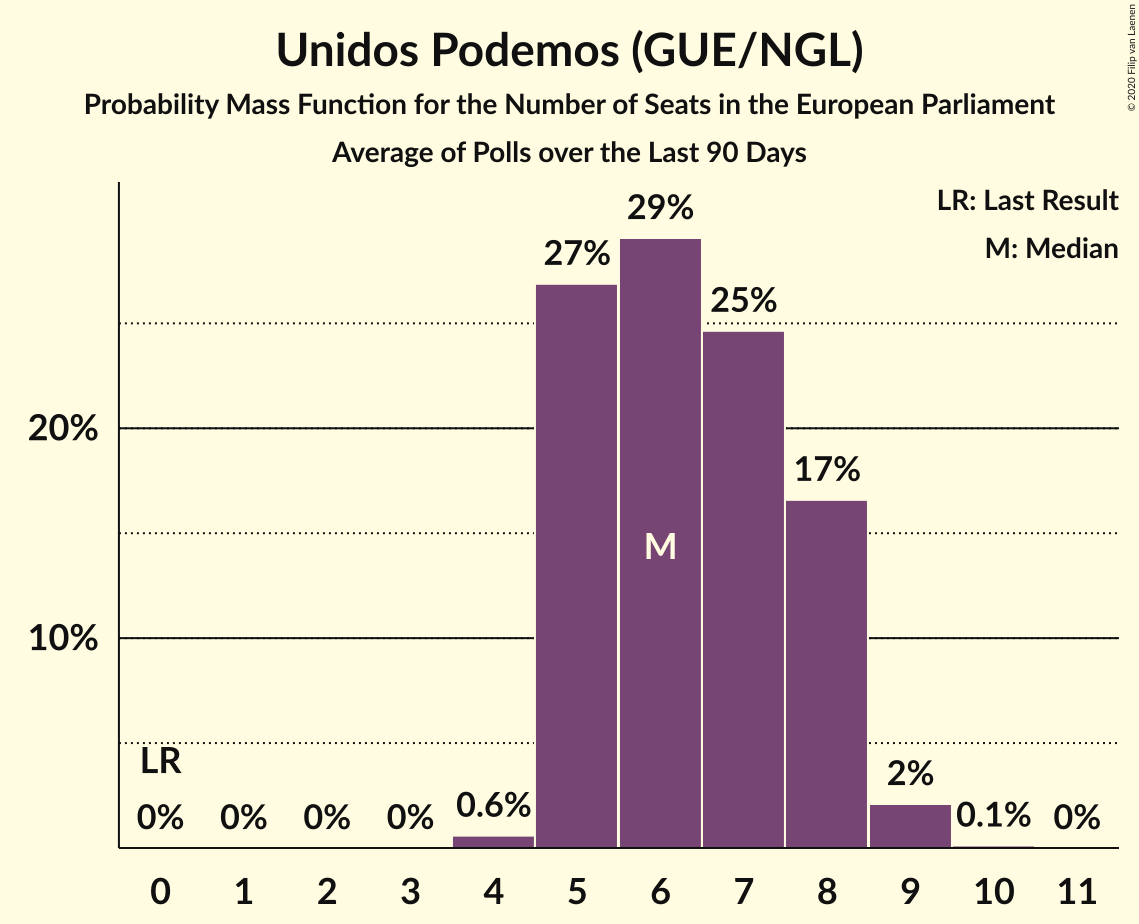 Unidos Podemos (GUE/NGL)
Probability Mass Function for the Number of Seats in the European Parliament
Average of Polls over the Last 90 Days
© 2020 Filip van Laenen
LR: Last Result
M: Median
29%
27%
25%
20%
17%
M
10%
LR
0% 0% 0% 0% 0.6% 2% 0.1% 0%
0 1 2 3 4 5 6 7 8 9 10 11